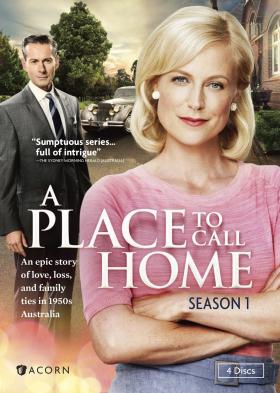 "Sumptuous series...
full of intrigue"
—THE SYDNEY MORNING HERALD (AUSTRALIA)
A
PLACE TO CALL
HOME
An epic story
of love, loss,
and family
ties in 1950s
Australia
SEASON 1
ACORN
4 Discs